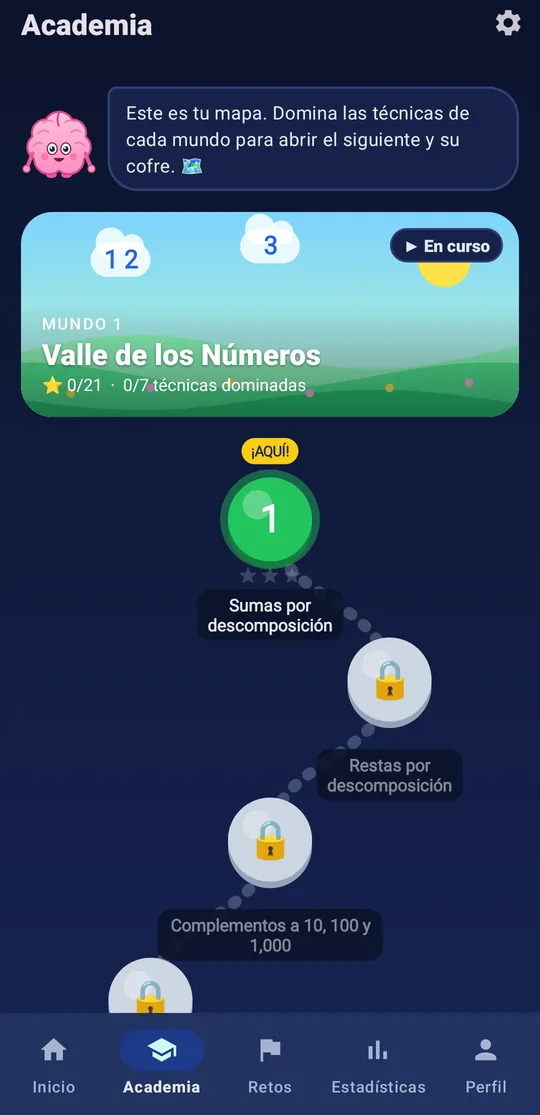 Academia
Este es tu mapa. Domina las técnicas de
cada mundo para abrir el siguiente y su
cofre. 🗺️
1 2
3
▶ En curso
MUNDO 1
Valle de los Números
⭐ 0/21 · 0/7 técnicas dominadas
¡AQUÍ!
1
Sumas por
descomposición
Restas por
descomposición
Complementos a 10, 100 y
1,000
Inicio
Academia
Retos
Estadísticas
Perfil